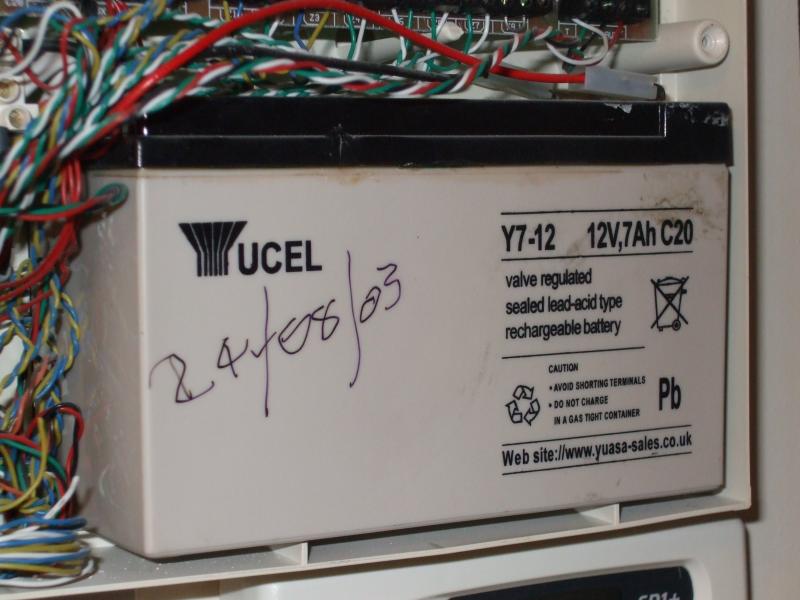 Z3
YUCEL
24/08/03
Y7-12 12V,7Ah C20
valve regulated
sealed lead-acid type
rechargeable battery
CAUTION
• AVOID SHORTING TERMINALS
• DO NOT CHARGE
IN A GAS TIGHT CONTAINER
Pb
Web site://www.yuasa-sales.co.uk